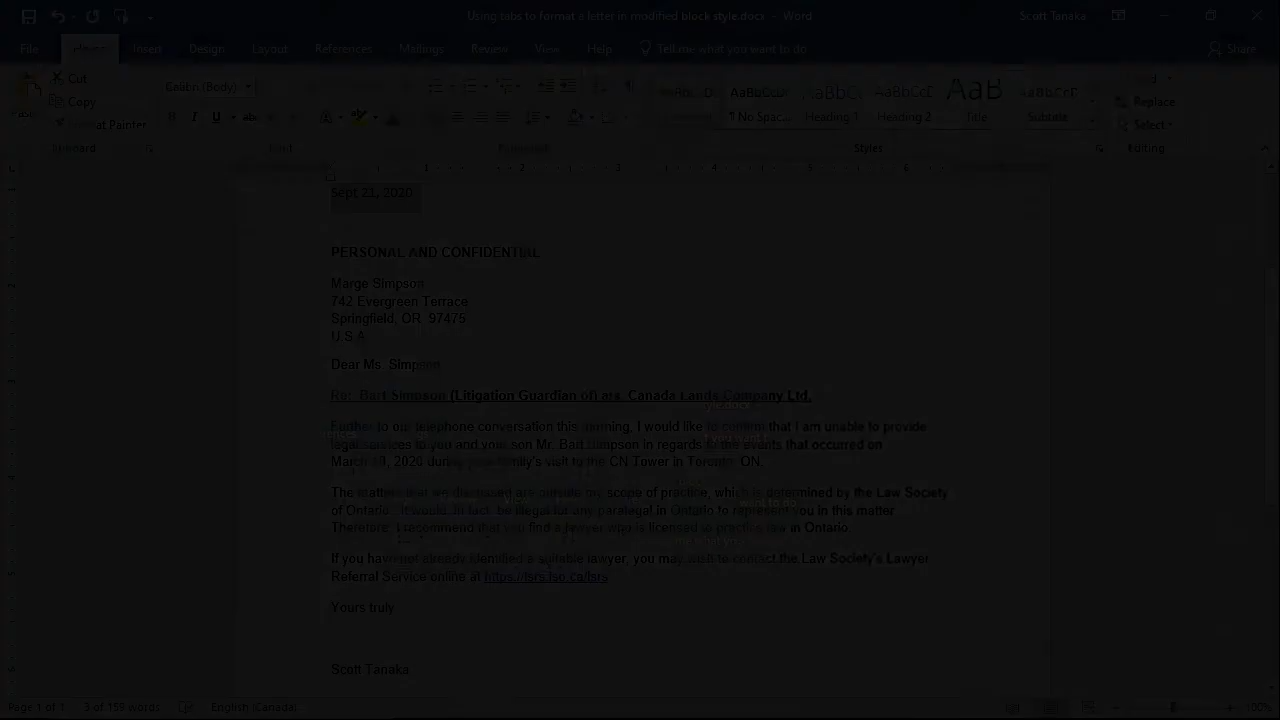 Using tabs to format a letter in modified block style.docx - Word
Scott Tanaka
File Home Insert Design Layout References Mailings Review View Help Tell me what you want to do Share
Cut
Calibri (Body)
Copy
Replace
Format Painter
¶ No Spac... Heading 1 Heading 2 Title Subtitle
Select
Clipboard Styles Editing
Sept 21, 2020
PERSONAL AND CONFIDENTIAL
Marge Simpson
742 Evergreen Terrace
Springfield, OR 97475
U.S.A.
Dear Ms. Simpson
Re: Bart Simpson (Litigation Guardian of) ats. Canada Lands Company Ltd.
Further to our telephone conversation this morning, I would like to confirm that I am unable to provide
legal services to you and your son Mr. Bart Simpson in regards to the events that occurred on
March 2020 during your family's visit to the CN Tower in Toronto, ON.
The matters that we discussed are outside my scope of practice, which is determined by the Law Society
of Ontario. It would, in fact, be illegal for any paralegal in Ontario to represent you in this matter.
Therefore, I recommend that you find a lawyer who is licensed to practice law in Ontario.
If you have not already identified a suitable lawyer, you may wish to contact the Law Society's Lawyer
Referral Service online at https://lsrs.lso.ca/lsrs
Yours truly
Scott Tanaka
Page 1 of 1 3 of 159 words English (Canada) 180%